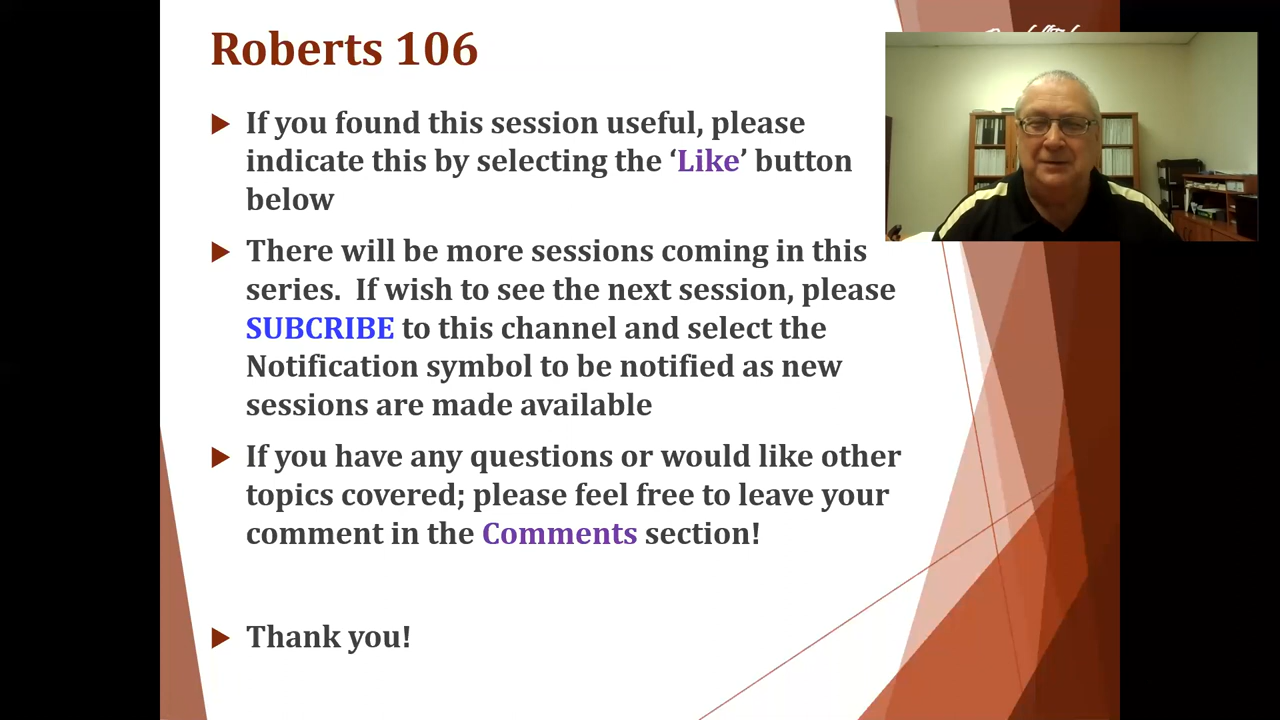 Roberts 106
If you found this session useful, please
indicate this by selecting the ‘Like’ button
below
There will be more sessions coming in this
series.  If wish to see the next session, please
SUBCRIBE to this channel and select the
Notification symbol to be notified as new
sessions are made available
If you have any questions or would like other
topics covered; please feel free to leave your
comment in the Comments section!
Thank you!